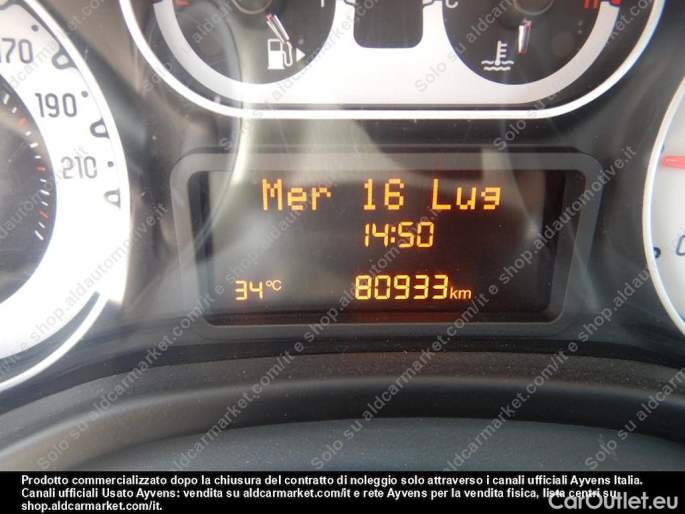 170
190
210
C
Mer 16 Lug
14:50
34°C 80933 km
Solo su aldcarmarket.com/it e shop.aldautomotive.it
Prodotto commercializzato dopo la chiusura del contratto di noleggio solo attraverso i canali ufficiali Ayvens Italia.
Canali ufficiali Usato Ayvens: vendita su aldcarmarket.com/it e rete Ayvens per la vendita fisica, lista centri su
shop.aldcarmarket.com/it
CarOutlet.eu